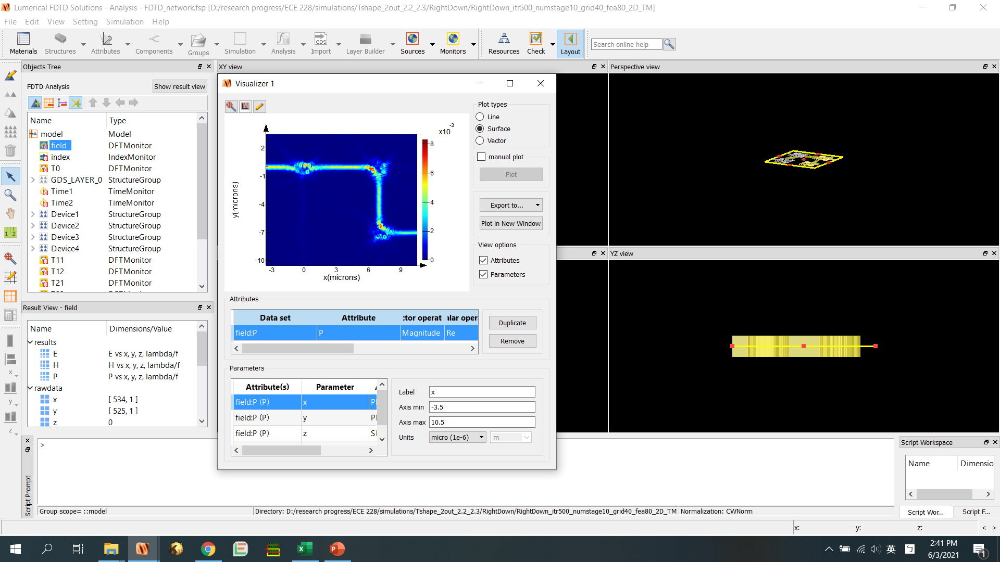 Lumerical FDTD Solutions - Analysis - FDTD_network.fsp [D:/research progress/ECE 228/simulations/Tshape_2out_2.2_2.3/RightDown/RightDown_itr500_numstage10_grid40_fea80_2D_TM]
File Edit View Setting Simulation Help
Materials Structures Attributes Components Groups Simulation Analysis Import Layer Builder Sources Monitors Resources Check Layout
GDS
Search online help
Objects Tree
FDTD Analysis
Show result view
Name Type
model Model
field DFTMonitor
index IndexMonitor
T0 DFTMonitor
GDS_LAYER_0 StructureGroup
Time1 TimeMonitor
Time2 TimeMonitor
Device1 StructureGroup
Device2 StructureGroup
Device3 StructureGroup
Device4 StructureGroup
T11 DFTMonitor
T12 DFTMonitor
T21 DFTMonitor
Result View - field
Name Dimensions/Value
results
E E vs x, y, z, lambda/f
H H vs x, y, z, lambda/f
P P vs x, y, z, lambda/f
rawdata
x [ 534, 1 ]
y [ 525, 1 ]
z 0
XY view
Perspective view
YZ view
Visualizer 1
x10
-3
8
6
4
2
0
2
-1
-4
-7
-10
y(microns)
-3 0 3 6 9
x(microns)
Plot types
Line
Surface
Vector
manual plot
Plot
Export to...
Plot in New Window
View options
Attributes
Parameters
Attributes
Data set Attribute :tor operati alar oper
field:P P Magnitude Re
Duplicate
Remove
Parameters
Attribute(s) Parameter
field:P (P) x
field:P (P) y
field:P (P) z
Label x
Axis min -3.5
Axis max 10.5
Units micro (1e-6) m
Script Prompt
>
Group scope= ::model
Directory: D:/research progress/ECE 228/simulations/Tshape_2out_2.2_2.3/RightDown/RightDown_itr500_numstage10_grid40_fea80_2D_TM
Normalization: CWNorm
Script Workspace
Name Dimensio
Script Wor... Script F...
x: y: z:
x
y
z
1 2
英
2:41 PM
6/3/2021
1